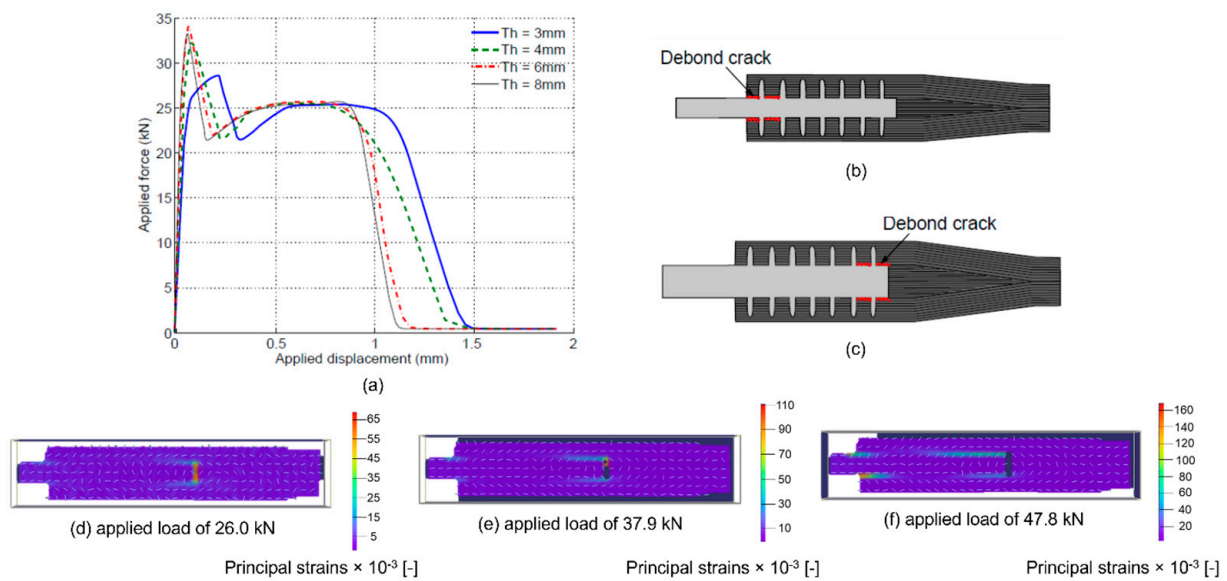 35
30
25
20
15
10
5
0
Applied force (kN)
Th = 3mm
Th = 4mm
Th = 6mm
Th = 8mm
0
0.5
1
1.5
2
Applied displacement (mm)
(a)
Debond crack
(b)
Debond crack
(c)
65
55
45
35
25
15
5
(d) applied load of 26.0 kN
Principal strains × 10-3 [-]
110
90
70
50
30
10
(e) applied load of 37.9 kN
Principal strains × 10-3 [-]
160
140
120
100
80
60
40
20
(f) applied load of 47.8 kN
Principal strains × 10-3 [-]